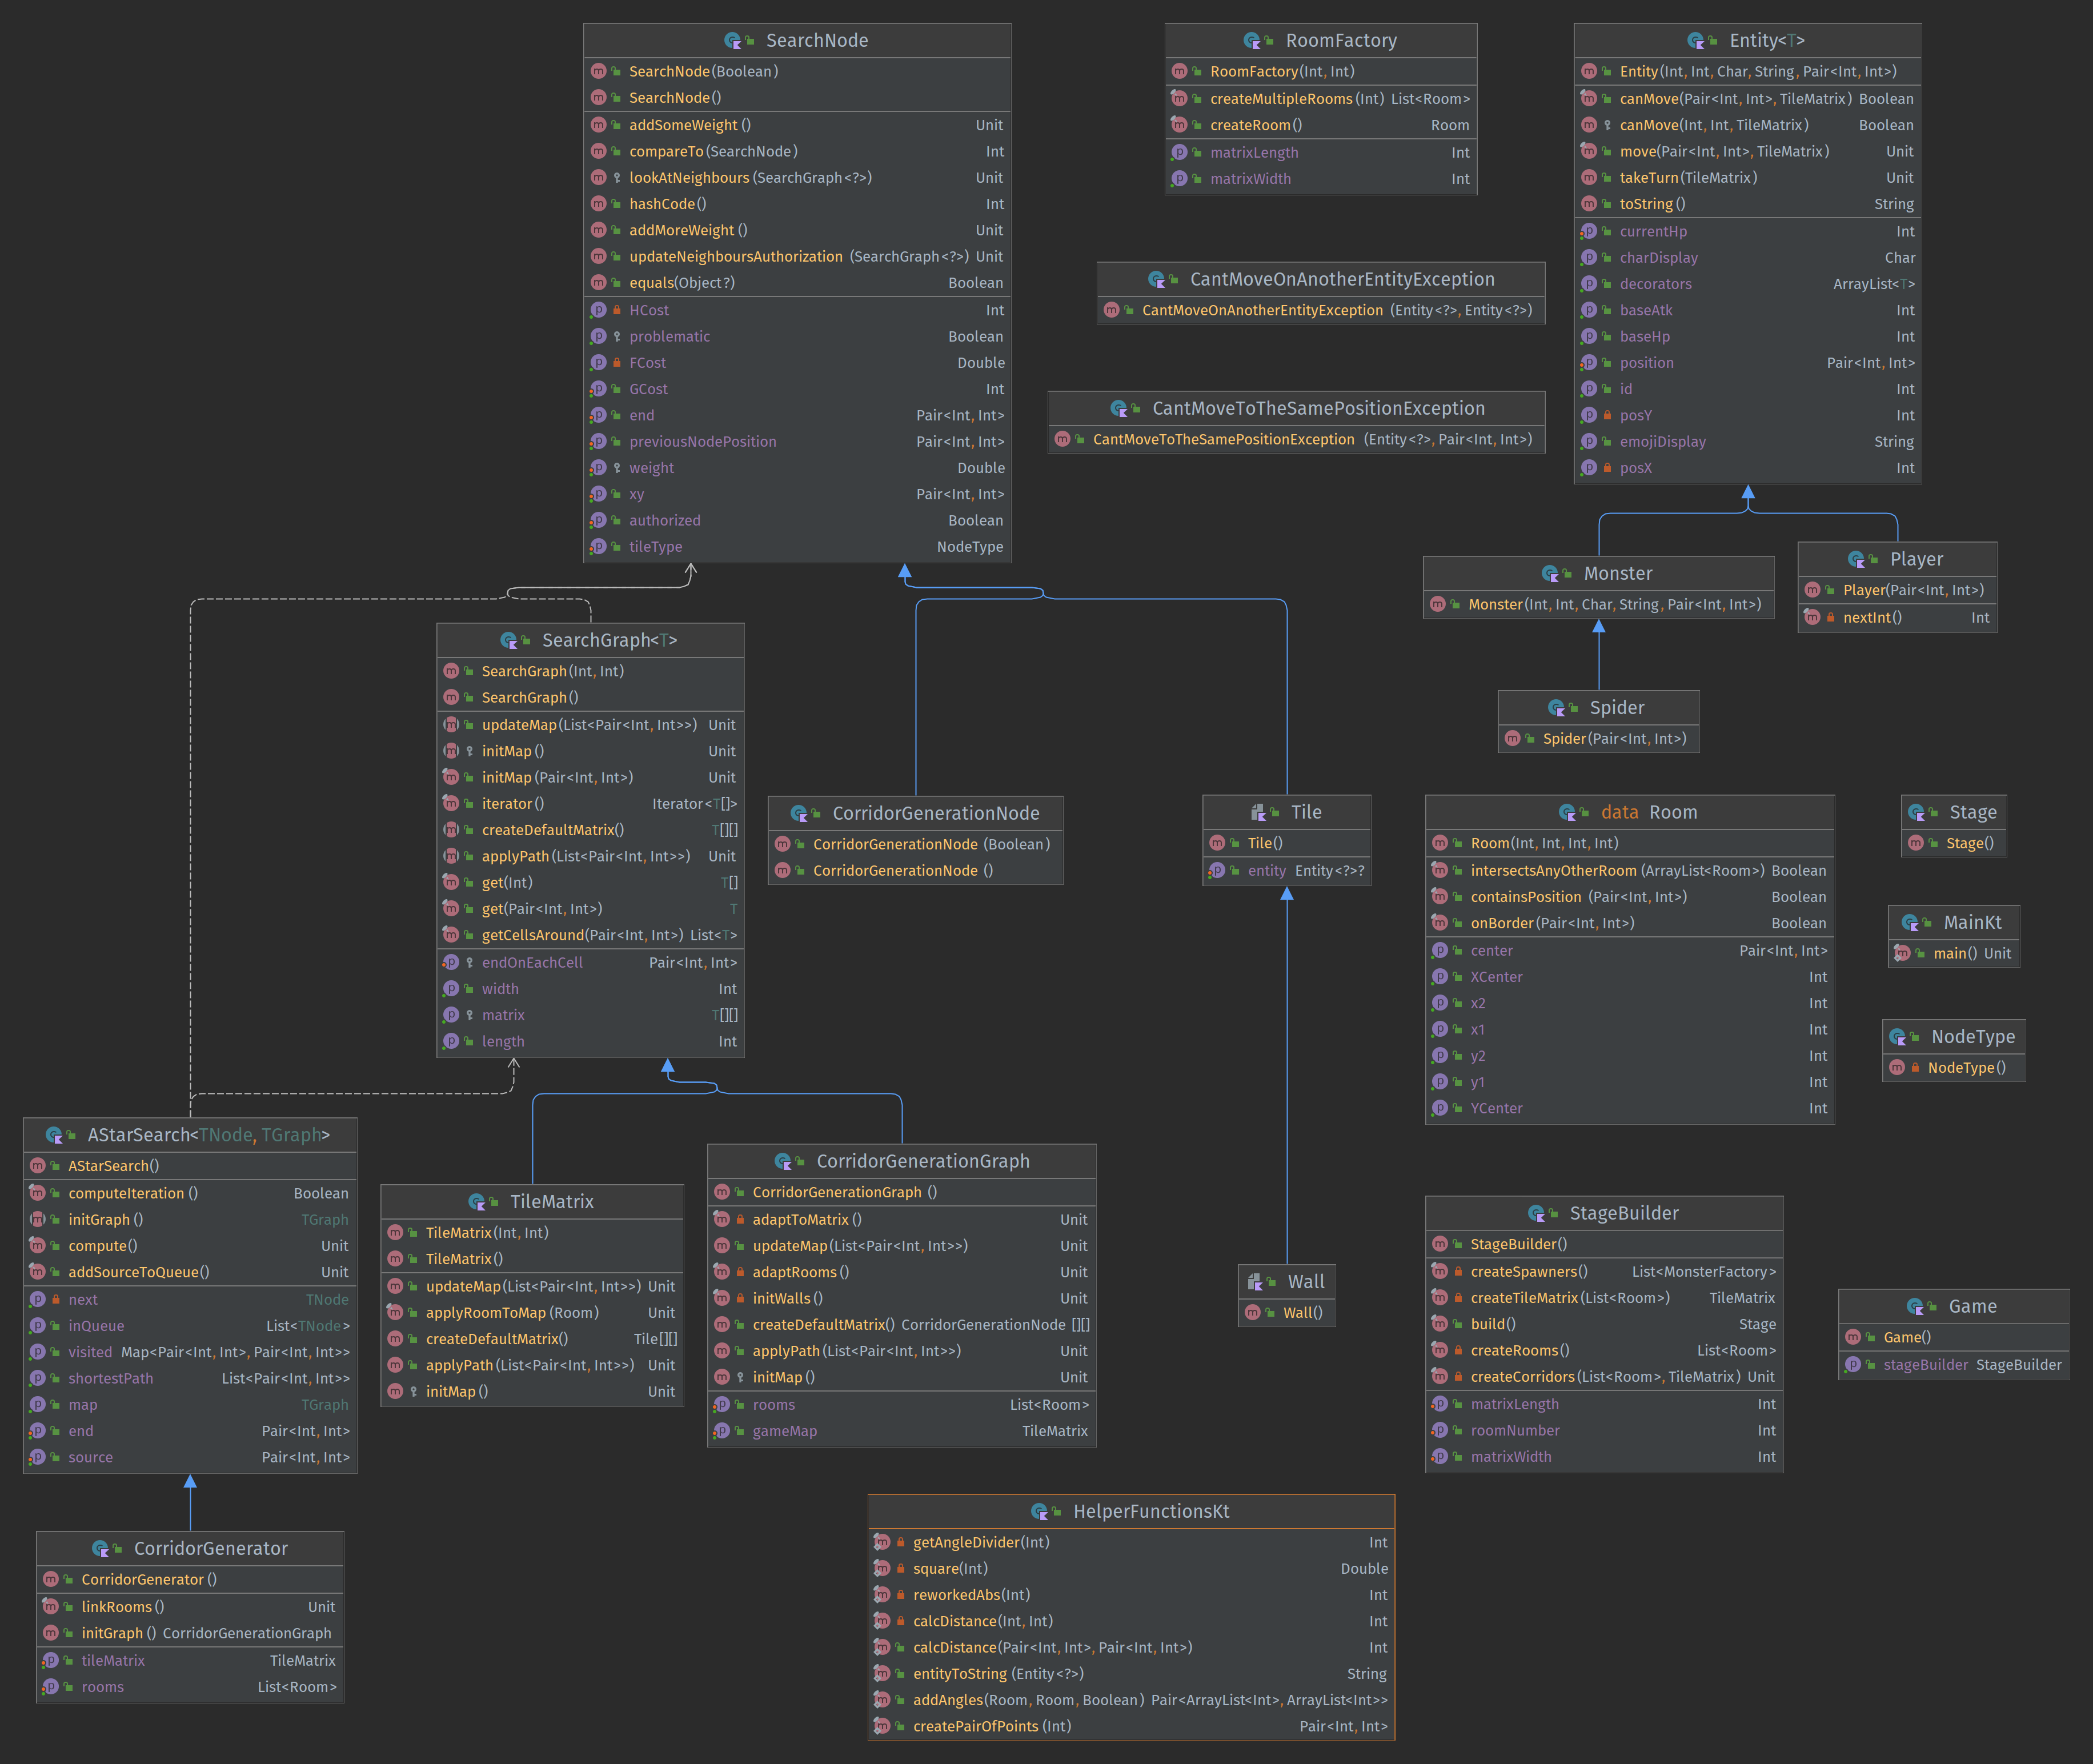 SearchNode
SearchNode(Boolean)
SearchNode()
addSomeWeight() Unit
compareTo(SearchNode) Int
lookAtNeighbours(SearchGraph<?>) Unit
hashCode() Int
addMoreWeight() Unit
updateNeighboursAuthorization(SearchGraph<?>) Unit
equals(Object?) Boolean
HCost Int
problematic Boolean
FCost Double
GCost Int
end Pair<Int, Int>
previousNodePosition Pair<Int, Int>
weight Double
xy Pair<Int, Int>
authorized Boolean
tileType NodeType
RoomFactory
RoomFactory(Int, Int)
createMultipleRooms(Int) List<Room>
createRoom() Room
matrixLength Int
matrixWidth Int
CantMoveOnAnotherEntityException
CantMoveOnAnotherEntityException(Entity<?>, Entity<?>)
CantMoveToTheSamePositionException
CantMoveToTheSamePositionException(Entity<?>, Pair<Int, Int>)
Entity<T>
Entity(Int, Int, Char, String, Pair<Int, Int>)
canMove(Pair<Int, Int>, TileMatrix) Boolean
canMove(Int, Int, TileMatrix) Boolean
move(Pair<Int, Int>, TileMatrix) Unit
takeTurn(TileMatrix) Unit
toString() String
currentHp Int
charDisplay Char
decorators ArrayList<T>
baseAtk Int
baseHp Int
position Pair<Int, Int>
id Int
posY Int
emojiDisplay String
posX Int
Monster
Monster(Int, Int, Char, String, Pair<Int, Int>)
Player
Player(Pair<Int, Int>)
nextInt() Int
Spider
Spider(Pair<Int, Int>)
SearchGraph<T>
SearchGraph(Int, Int)
SearchGraph()
updateMap(List<Pair<Int, Int>>) Unit
initMap() Unit
initMap(Pair<Int, Int>) Unit
iterator() Iterator<T[]>
createDefaultMatrix() T[][]
applyPath(List<Pair<Int, Int>>) Unit
get(Int) T[]
get(Pair<Int, Int>) T
getCellsAround(Pair<Int, Int>) List<T>
endOnEachCell Pair<Int, Int>
width Int
matrix T[][]
length Int
CorridorGenerationNode
CorridorGenerationNode(Boolean)
CorridorGenerationNode()
Tile
Tile()
entity Entity<?>?
data Room
Room(Int, Int, Int, Int)
intersectsAnyOtherRoom(ArrayList<Room>) Boolean
containsPosition(Pair<Int, Int>) Boolean
onBorder(Pair<Int, Int>) Boolean
center Pair<Int, Int>
XCenter Int
x2 Int
x1 Int
y2 Int
y1 Int
YCenter Int
Stage
Stage()
MainKt
main() Unit
NodeType
NodeType()
AStarSearch<TNode, TGraph>
AStarSearch()
computeIteration() Boolean
initGraph() TGraph
compute() Unit
addSourceToQueue() Unit
next TNode
inQueue List<TNode>
visited Map<Pair<Int, Int>, Pair<Int, Int>>
shortestPath List<Pair<Int, Int>>
map TGraph
end Pair<Int, Int>
source Pair<Int, Int>
TileMatrix
TileMatrix(Int, Int)
TileMatrix()
updateMap(List<Pair<Int, Int>>) Unit
applyRoomToMap(Room) Unit
createDefaultMatrix() Tile[][]
applyPath(List<Pair<Int, Int>>) Unit
initMap() Unit
CorridorGenerationGraph
CorridorGenerationGraph()
adaptToMatrix() Unit
updateMap(List<Pair<Int, Int>>) Unit
adaptRooms() Unit
initWalls() Unit
createDefaultMatrix() CorridorGenerationNode[][]
applyPath(List<Pair<Int, Int>>) Unit
initMap() Unit
rooms List<Room>
gameMap TileMatrix
Wall
Wall()
StageBuilder
StageBuilder()
createSpawners() List<MonsterFactory>
createTileMatrix(List<Room>) TileMatrix
build() Stage
createRooms() List<Room>
createCorridors(List<Room>, TileMatrix) Unit
matrixLength Int
roomNumber Int
matrixWidth Int
Game
Game()
stageBuilder StageBuilder
CorridorGenerator
CorridorGenerator()
linkRooms() Unit
initGraph() CorridorGenerationGraph
tileMatrix TileMatrix
rooms List<Room>
HelperFunctionsKt
getAngleDivider(Int) Int
square(Int) Double
reworkedAbs(Int) Int
calcDistance(Int, Int) Int
calcDistance(Pair<Int, Int>, Pair<Int, Int>) Int
entityToString(Entity<?>) String
addAngles(Room, Room, Boolean) Pair<ArrayList<Int>, ArrayList<Int>>
createPairOfPoints(Int) Pair<Int, Int>